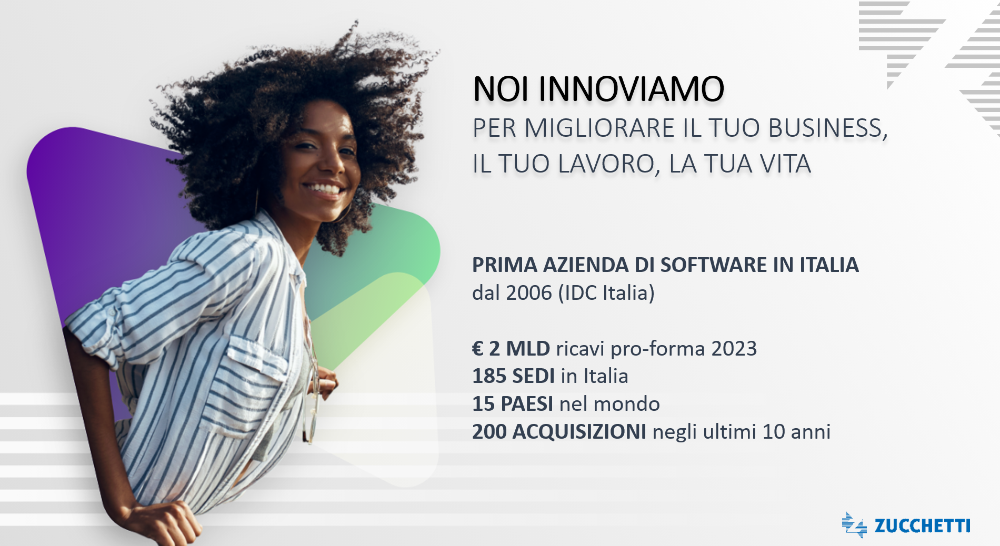 NOI INNOVIAMO
PER MIGLIORARE IL TUO BUSINESS,
IL TUO LAVORO, LA TUA VITA
PRIMA AZIENDA DI SOFTWARE IN ITALIA
dal 2006 (IDC Italia)
€ 2 MLD ricavi pro-forma 2023
185 SEDI in Italia
15 PAESI nel mondo
200 ACQUISIZIONI negli ultimi 10 anni
ZUCCHETTI